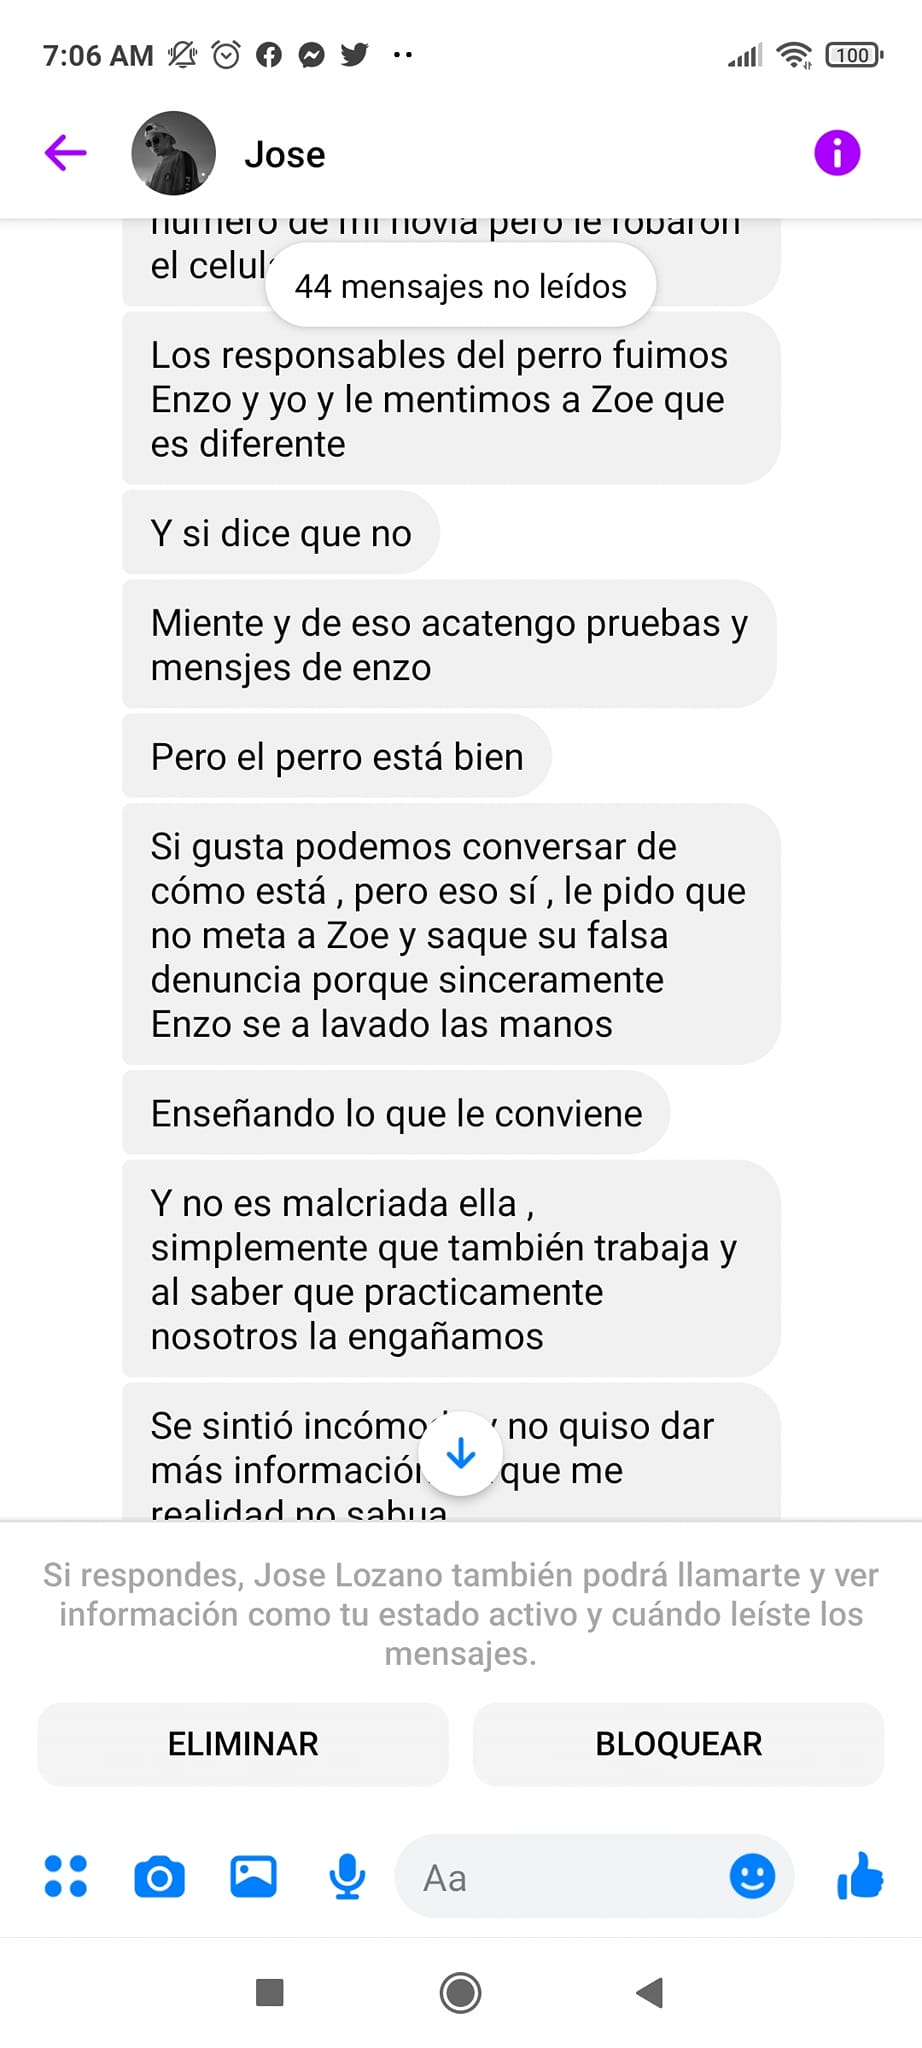 7:06 AM
100
Jose
número de mi novia pero le robaron
el celul
44 mensajes no leídos
Los responsables del perro fuimos
Enzo y yo y le mentimos a Zoe que
es diferente
Y si dice que no
Miente y de eso acatengo pruebas y
mensjes de enzo
Pero el perro está bien
Si gusta podemos conversar de
cómo está , pero eso sí , le pido que
no meta a Zoe y saque su falsa
denuncia porque sinceramente
Enzo se a lavado las manos
Enseñando lo que le conviene
Y no es malcriada ella ,
simplemente que también trabaja y
al saber que practicamente
nosotros la engañamos
Se sintió incómo no quiso dar
más informació que me
realidad no sabua
Si respondes, Jose Lozano también podrá llamarte y ver
información como tu estado activo y cuándo leíste los
mensajes.
ELIMINAR
BLOQUEAR
Aa